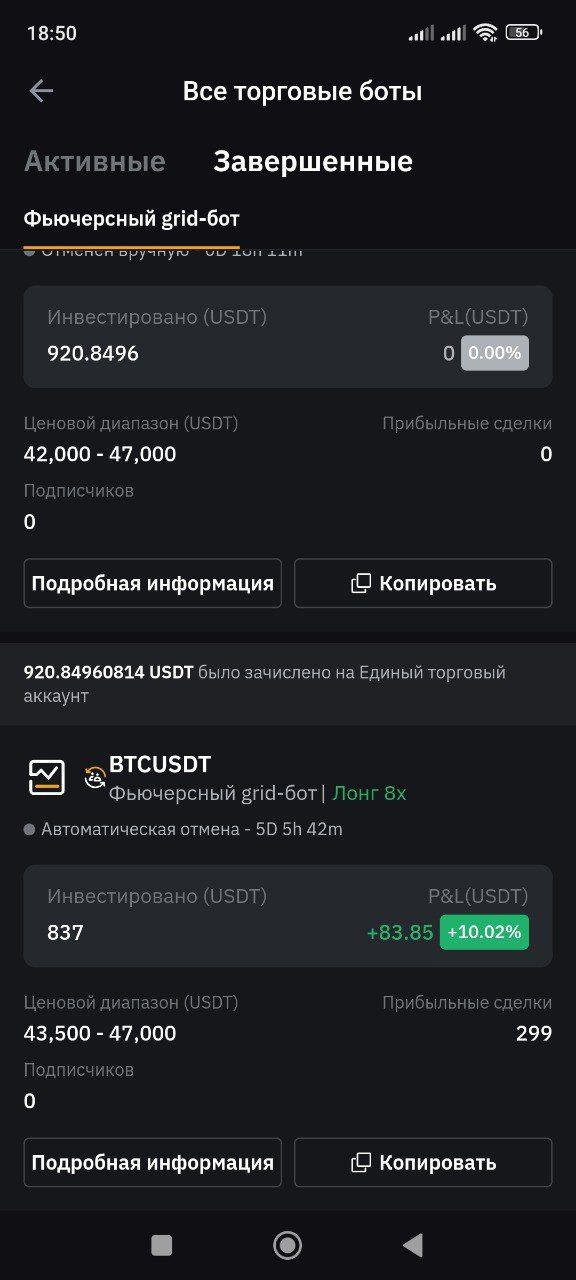 18:50
56
Все торговые боты
Активные Завершенные
Фьючерсный grid-бот
Отменен вручную - 0D 18h 11m
Инвестировано (USDT) P&L(USDT)
920.8496 0 0.00%
Ценовой диапазон (USDT) Прибыльные сделки
42,000 - 47,000 0
Подписчиков
0
Подробная информация Копировать
920.84960814 USDT было зачислено на Единый торговый
аккаунт
BTCUSDT
Фьючерсный grid-бот | Лонг 8x
Автоматическая отмена - 5D 5h 42m
Инвестировано (USDT) P&L(USDT)
837 +83.85 +10.02%
Ценовой диапазон (USDT) Прибыльные сделки
43,500 - 47,000 299
Подписчиков
0
Подробная информация Копировать